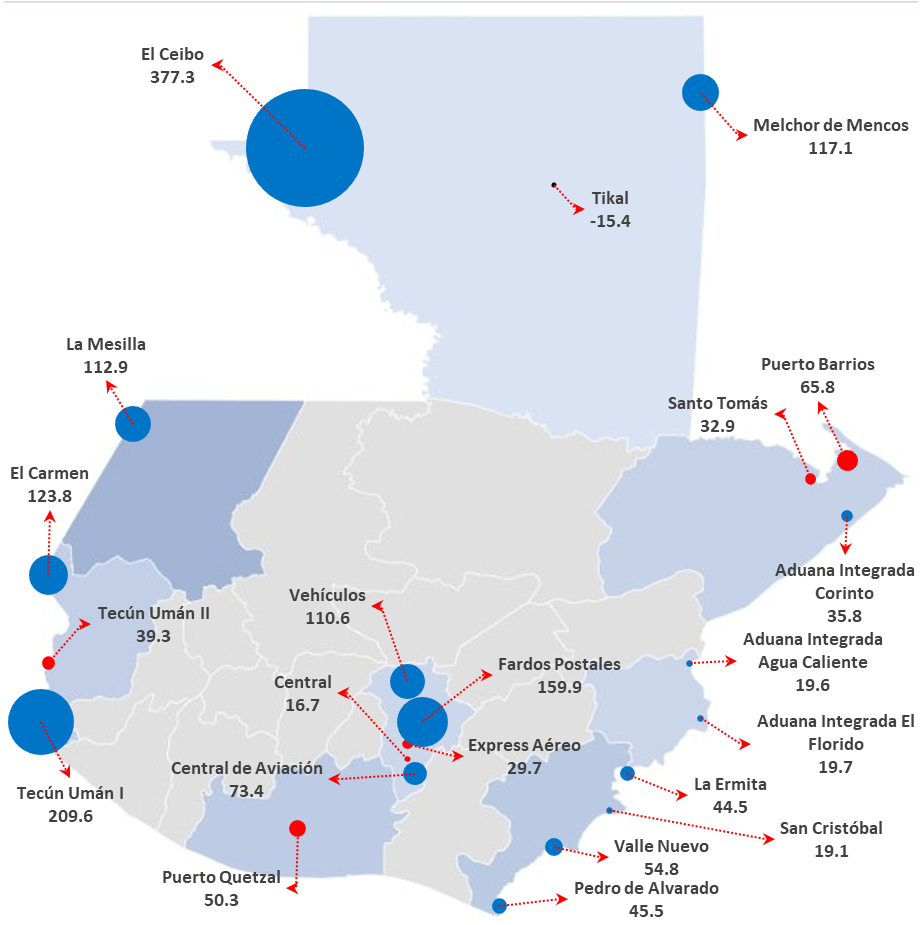 El Ceibo
377.3
Melchor de Mencos
117.1
Tikal
-15.4
La Mesilla
112.9
Puerto Barrios
65.8
Santo Tomás
32.9
El Carmen
123.8
Aduana Integrada
Corinto
35.8
Vehículos
110.6
Tecún Umán II
39.3
Aduana Integrada
Agua Caliente
19.6
Fardos Postales
159.9
Central
16.7
Aduana Integrada El
Florido
19.7
Express Aéreo
29.7
Central de Aviación
73.4
La Ermita
44.5
Tecún Umán I
209.6
San Cristóbal
19.1
Valle Nuevo
54.8
Puerto Quetzal
50.3
Pedro de Alvarado
45.5